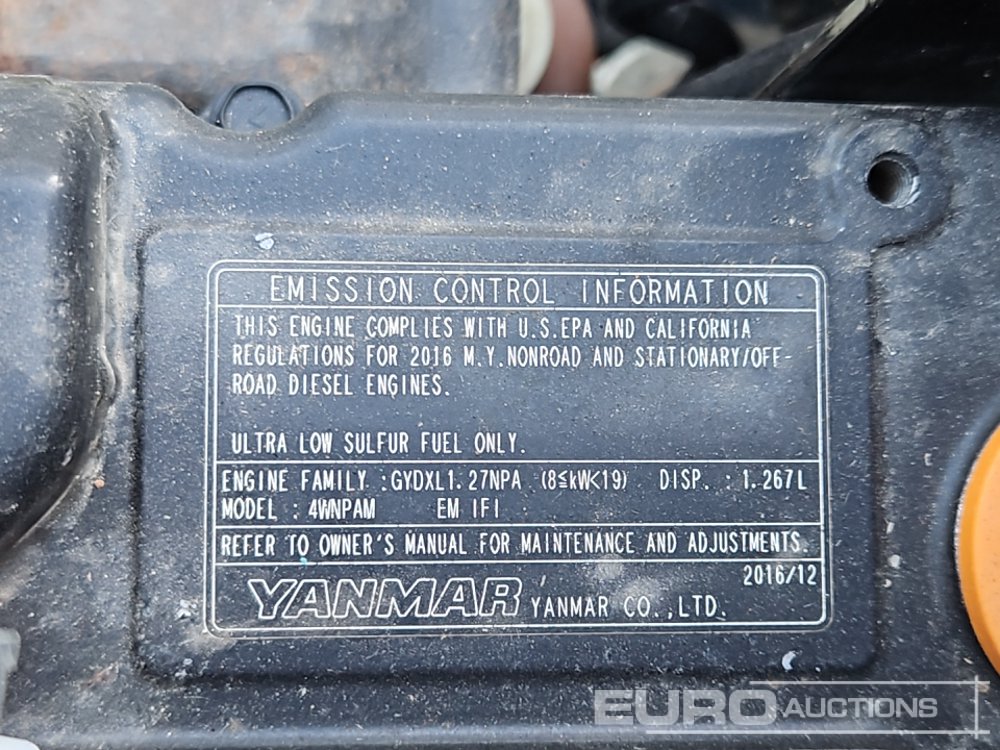 EMISSION CONTROL INFORMATION
THIS ENGINE COMPLIES WITH U.S.EPA AND CALIFORNIA
REGULATIONS FOR 2016 M.Y.NONROAD AND STATIONARY/OFF-
ROAD DIESEL ENGINES.
ULTRA LOW SULFUR FUEL ONLY.
ENGINE FAMILY :GYDXL1.27NPA (8≦kW<19) DISP. : 1.267L
MODEL : 4WNPAM EM IFI
REFER TO OWNER'S MANUAL FOR MAINTENANCE AND ADJUSTMENTS.
2016/12
YANMAR YANMAR CO.,LTD.
EURO AUCTIONS